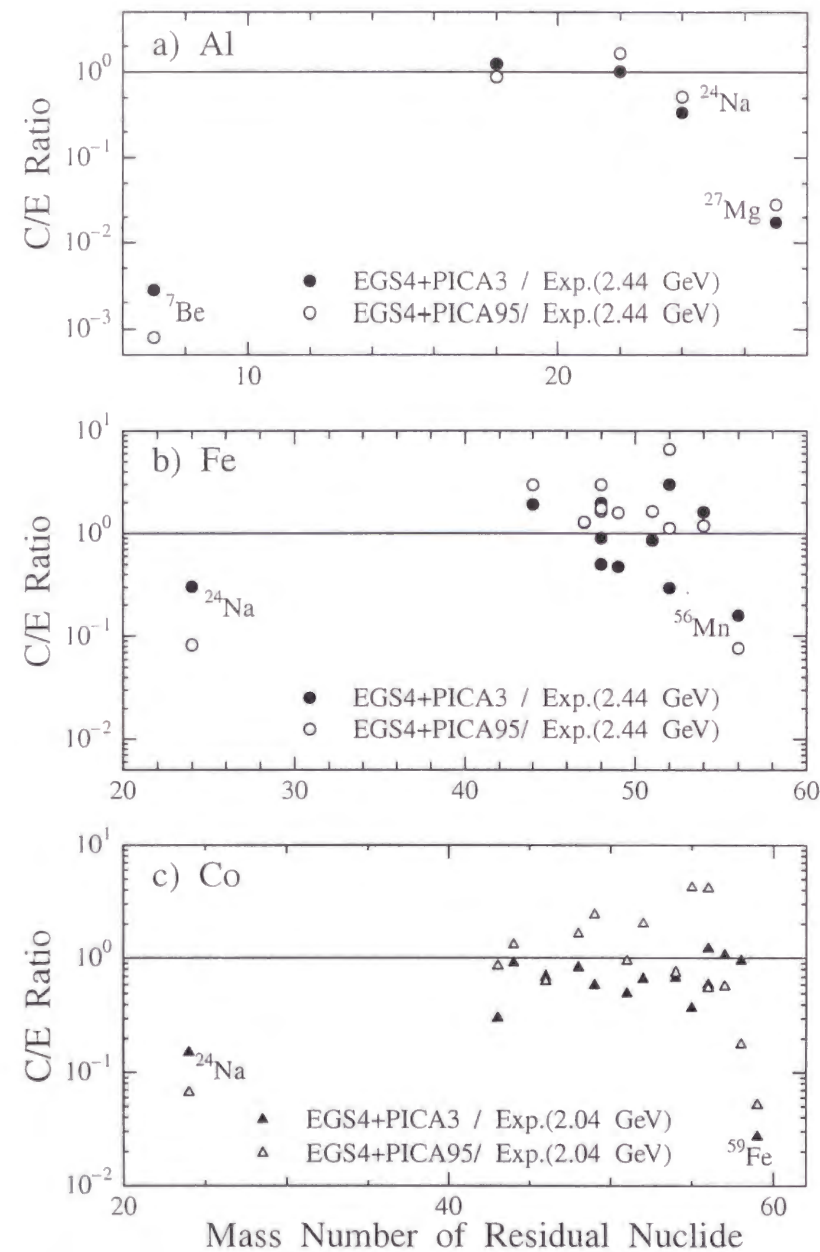 a) Al
10^0
10^-1
10^-2
10^-3
C/E Ratio
^24Na
^27Mg
^7Be
EGS4+PICA3 / Exp.(2.44 GeV)
EGS4+PICA95/ Exp.(2.44 GeV)
10 20
b) Fe
10^1
10^0
10^-1
10^-2
C/E Ratio
^24Na
^56Mn
EGS4+PICA3 / Exp.(2.44 GeV)
EGS4+PICA95/ Exp.(2.44 GeV)
20 30 40 50 60
c) Co
10^1
10^0
10^-1
10^-2
C/E Ratio
^24Na
EGS4+PICA3 / Exp.(2.04 GeV)
EGS4+PICA95/ Exp.(2.04 GeV)
^59Fe
20 40 60
Mass Number of Residual Nuclide